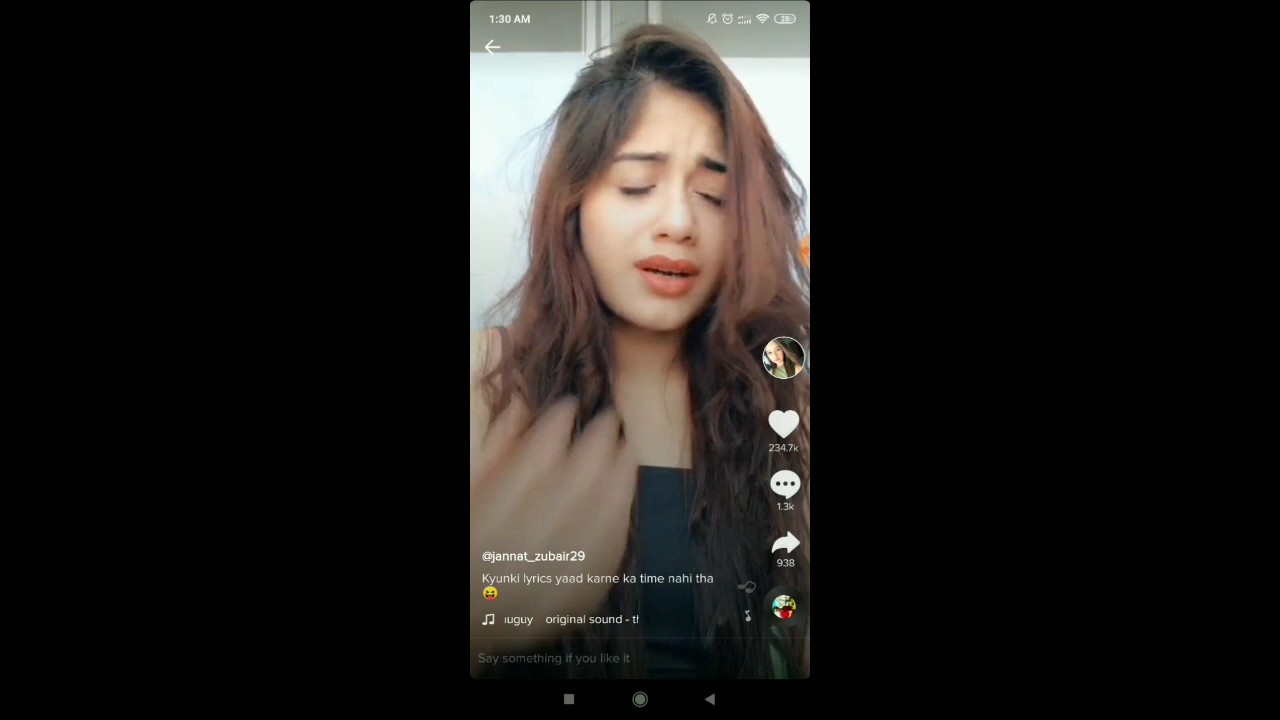 1:30 AM
28
234.7k
1.3k
938
@jannat_zubair29
Kyunki lyrics yaad karne ka time nahi tha
😝
original sound - 
Say something if you like it